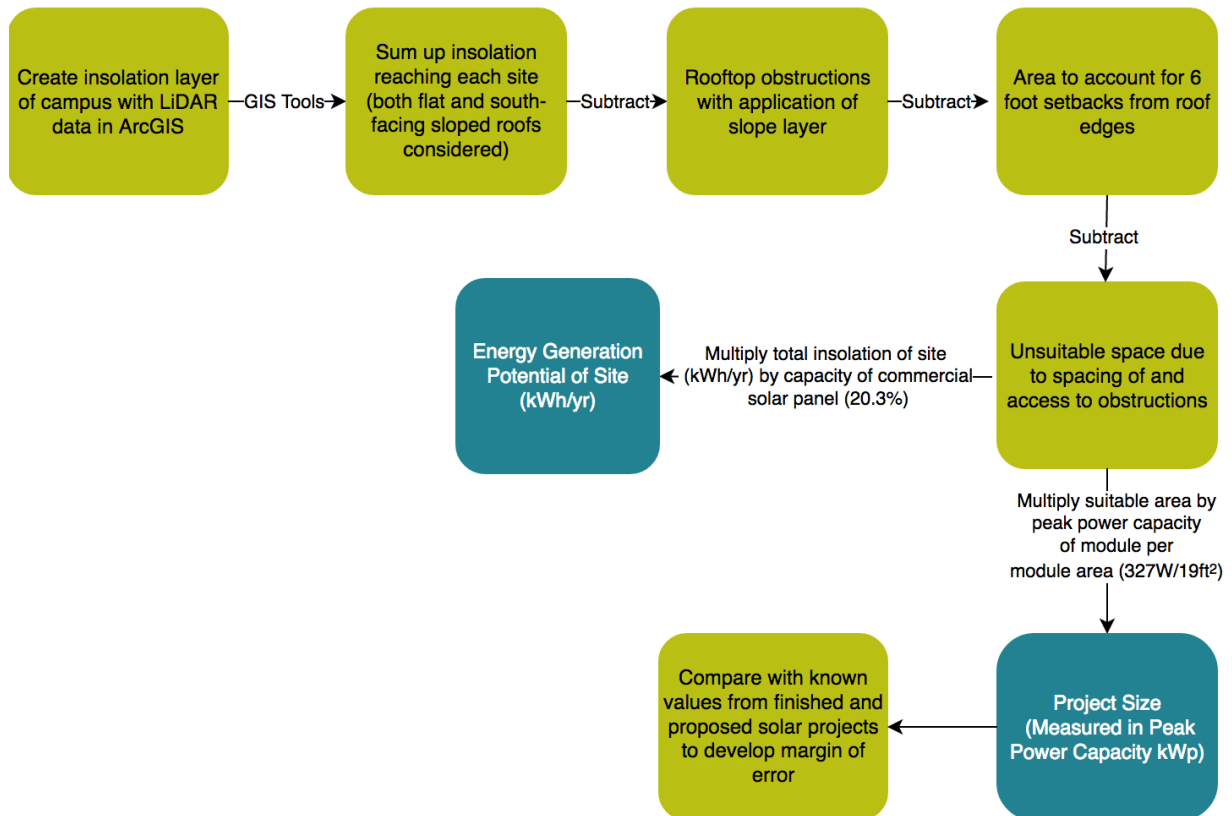 Create insolation layer
of campus with LiDAR
data in ArcGIS
GIS Tools
Sum up insolation
reaching each site
(both flat and south-
facing sloped roofs
considered)
Subtract
Rooftop obstructions
with application of
slope layer
Subtract
Area to account for 6
foot setbacks from roof
edges
Subtract
Unsuitable space due
to spacing of and
access to obstructions
Multiply total insolation of site
(kWh/yr) by capacity of commercial
solar panel (20.3%)
Energy Generation
Potential of Site
(kWh/yr)
Multiply suitable area by
peak power capacity
of module per
module area (327W/19ft²)
Project Size
(Measured in Peak
Power Capacity kWp)
Compare with known
values from finished and
proposed solar projects
to develop margin of
error